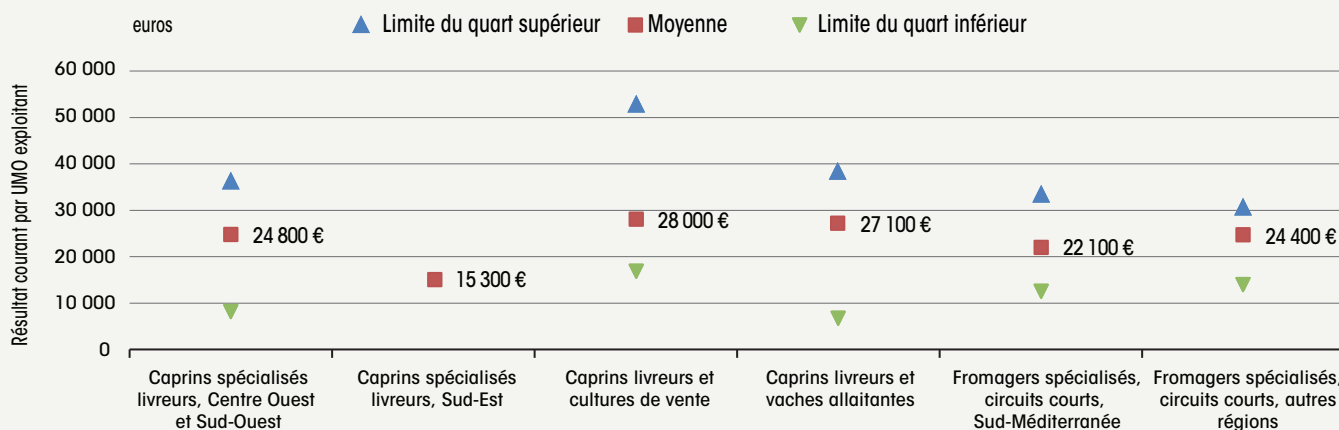 euros
Limite du quart supérieur
Moyenne
Limite du quart inférieur
Résultat courant par UMO exploitant
60 000
50 000
40 000
30 000
20 000
10 000
0
24 800 €
15 300 €
28 000 €
27 100 €
22 100 €
24 400 €
Caprins spécialisés
livreurs, Centre Ouest
et Sud-Ouest
Caprins spécialisés
livreurs, Sud-Est
Caprins livreurs et
cultures de vente
Caprins livreurs et
vaches allaitantes
Fromagers spécialisés,
circuits courts,
Sud-Méditerranée
Fromagers spécialisés,
circuits courts, autres
régions